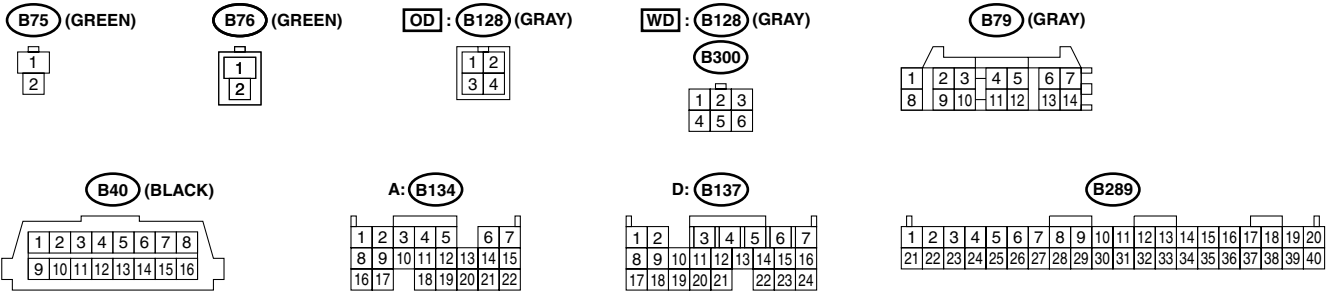 B75 (GREEN)
B76 (GREEN)
OD : B128 (GRAY)
WD : B128 (GRAY)
B300
B79 (GRAY)
1
2
1
2
1 2
3 4
1 2 3
4 5 6
1 2 3 4 5 6 7
8 9 10 11 12 13 14
B40 (BLACK)
A: B134
D: B137
B289
1 2 3 4 5 6 7 8
9 10 11 12 13 14 15 16
1 2 3 4 5 6 7
8 9 10 11 12 13 14 15
16 17 18 19 20 21 22
1 2 3 4 5 6 7
8 9 10 11 12 13 14 15 16
17 18 19 20 21 22 23 24
1 2 3 4 5 6 7 8 9 10 11 12 13 14 15 16 17 18 19 20
21 22 23 24 25 26 27 28 29 30 31 32 33 34 35 36 37 38 39 40